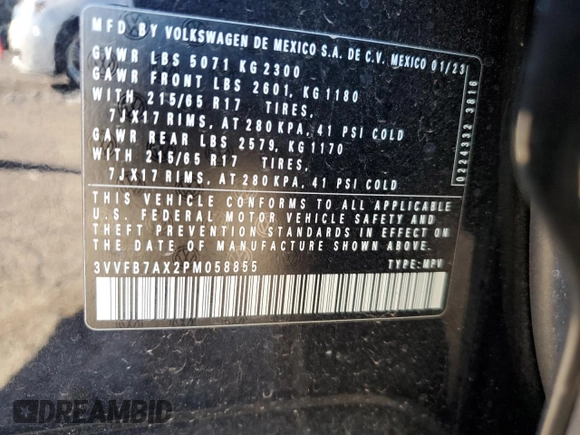 MFD BY VOLKSWAGEN DE MEXICO S.A. DE C.V. MEXICO 01/23
GVWR LBS 5071 KG 2300
GAWR FRONT LBS 2601, KG 1180
WITH 215/65 R17 TIRES,
7JX17 RIMS, AT 280 KPA, 41 PSI COLD
GAWR REAR LBS 2579, KG 1170
WITH 215/65 R17 TIRES,
7JX17 RIMS, AT 280 KPA, 41 PSI COLD
THIS VEHICLE CONFORMS TO ALL APPLICABLE
U.S. FEDERAL MOTOR VEHICLE SAFETY AND
THEFT PREVENTION STANDARDS IN EFFECT ON
THE DATE OF MANUFACTURE SHOWN ABOVE.
3VVFB7AX2PM058855 TYPE: MPV
0224332 3816
DREAMBID